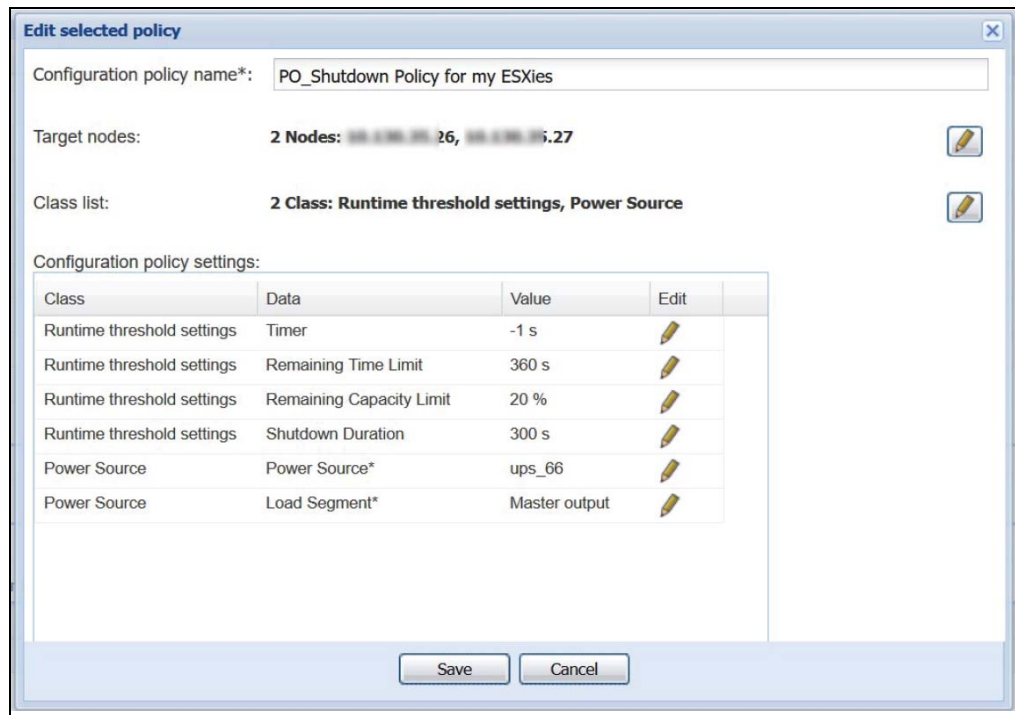 Edit selected policy
Configuration policy name*: PO_Shutdown Policy for my ESXies
Target nodes: 2 Nodes: 26, 5.27
Class list: 2 Class: Runtime threshold settings, Power Source
Configuration policy settings:
Class Data Value Edit
Runtime threshold settings Timer -1 s
Runtime threshold settings Remaining Time Limit 360 s
Runtime threshold settings Remaining Capacity Limit 20 %
Runtime threshold settings Shutdown Duration 300 s
Power Source Power Source* ups_66
Power Source Load Segment* Master output
Save Cancel